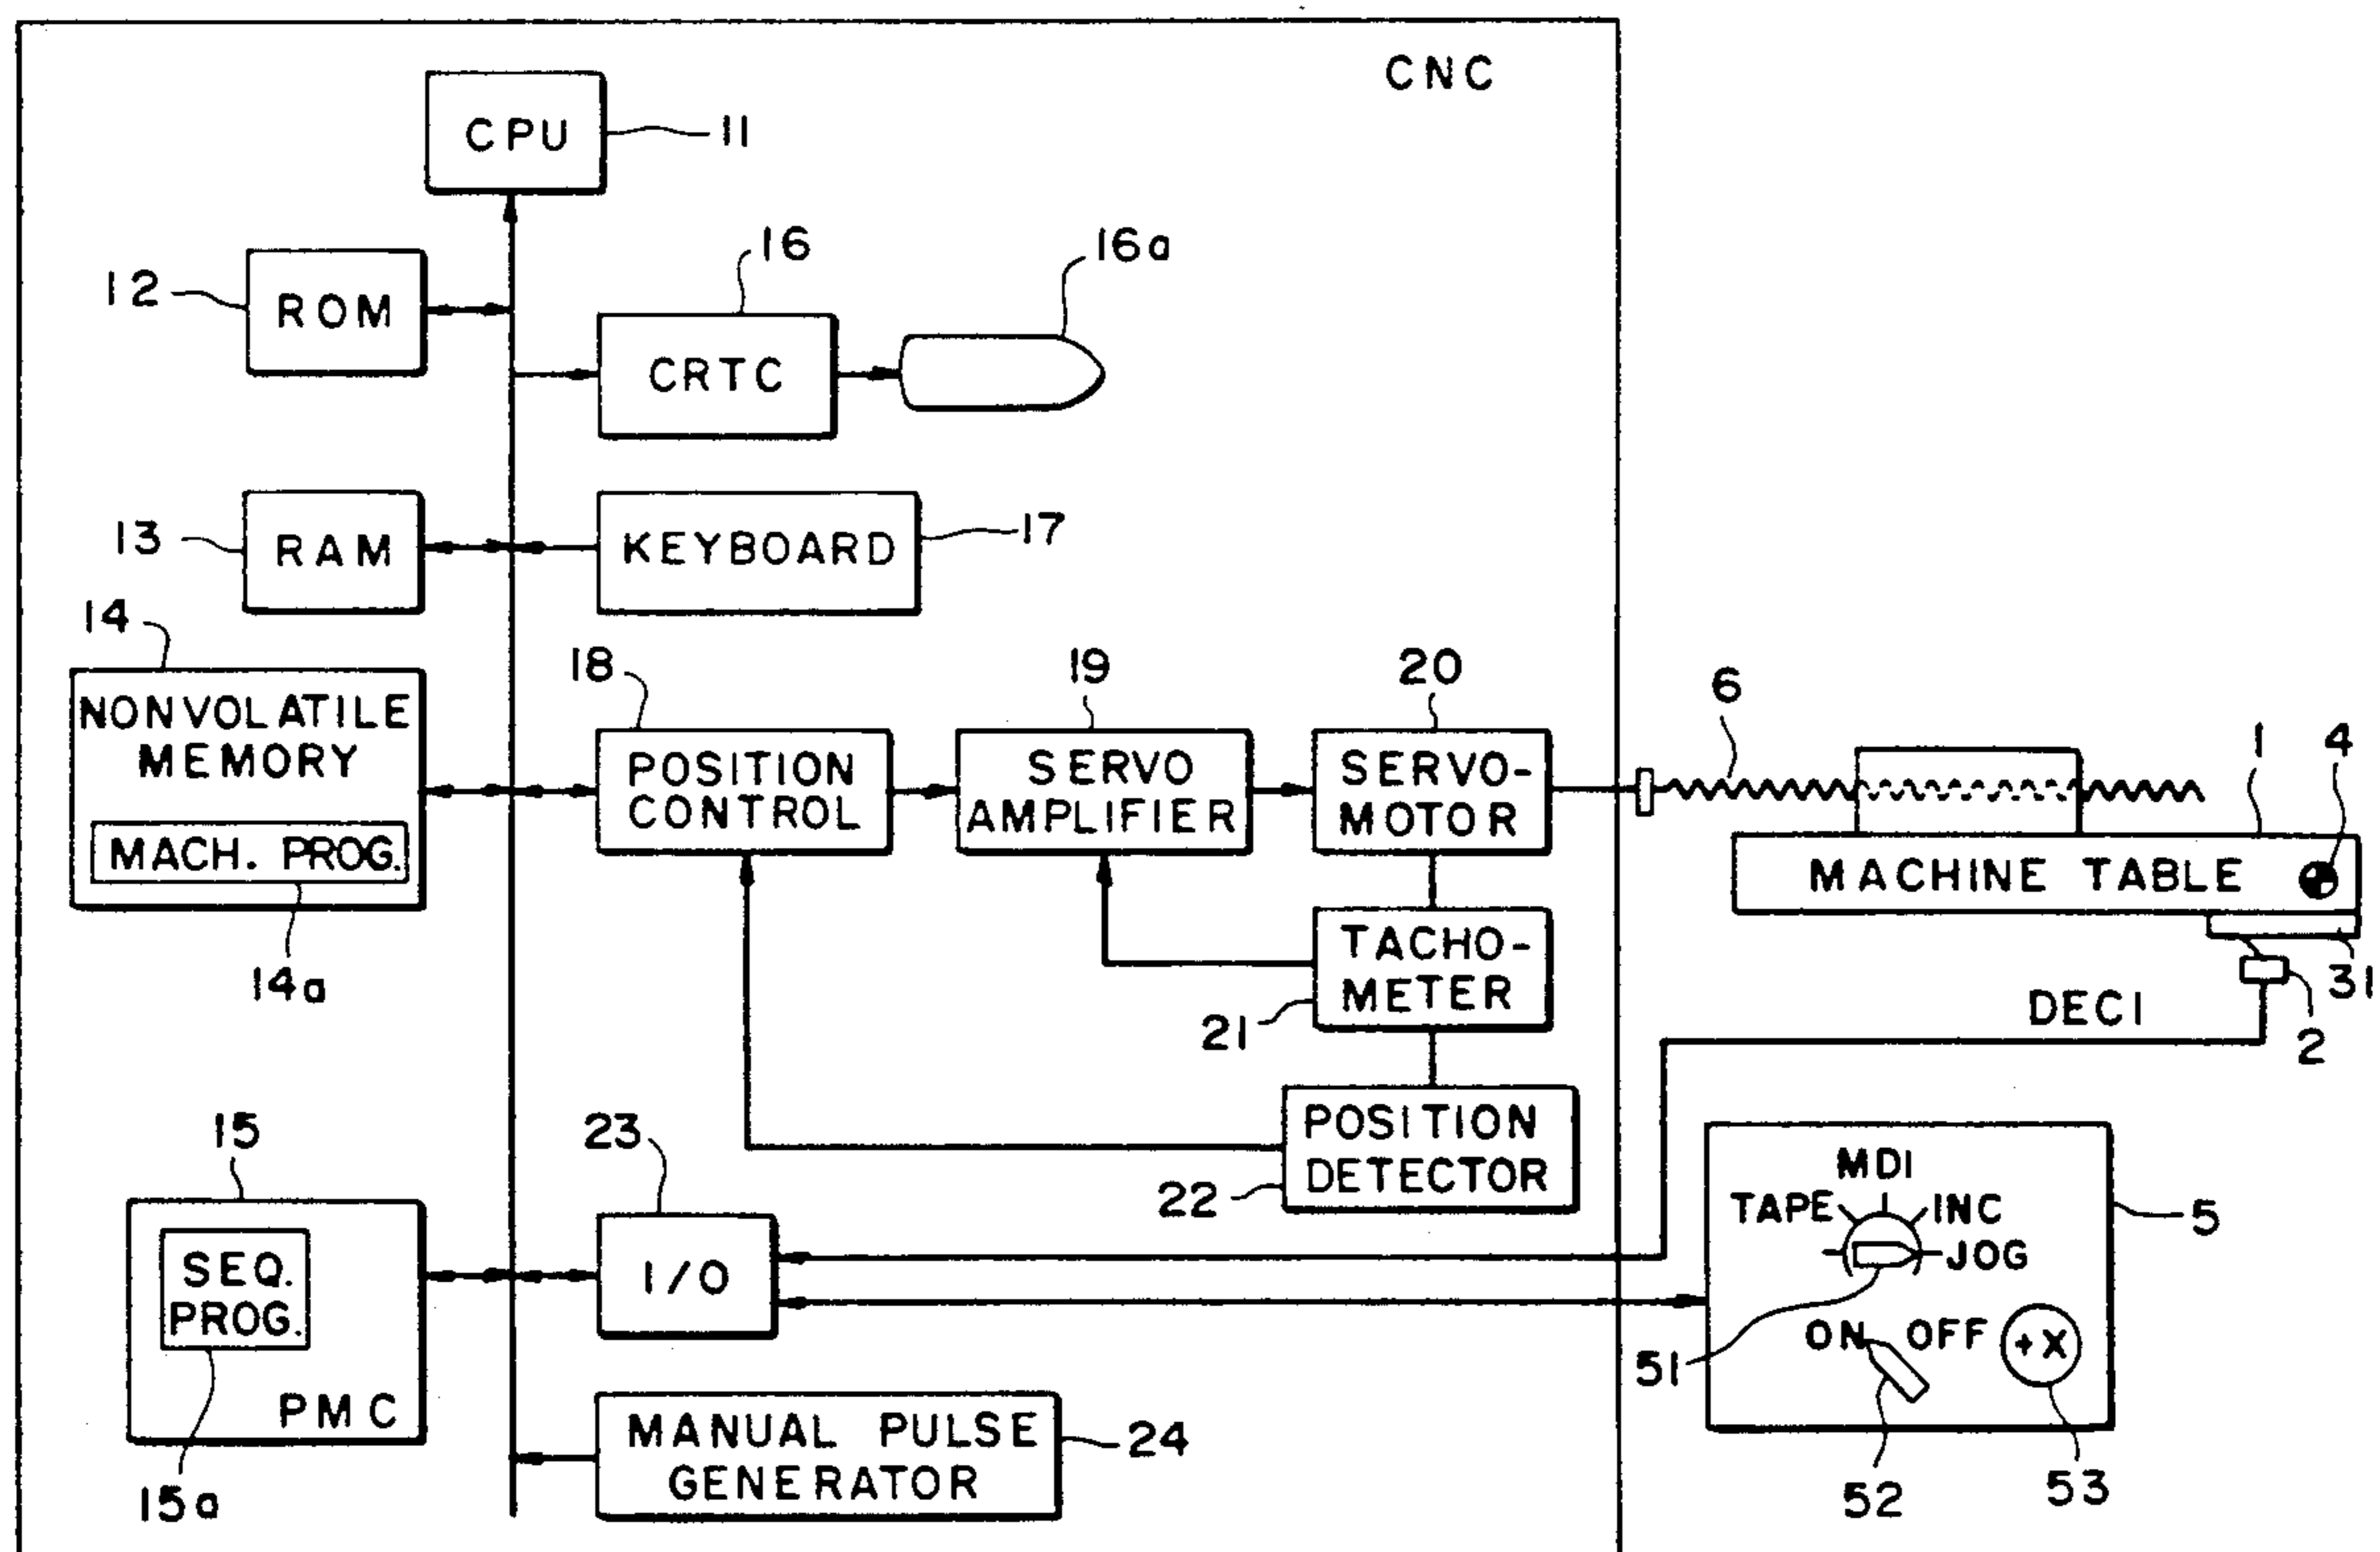 CNC
CPU
11
16
16a
12
ROM
CRTC
13
RAM
KEYBOARD
17
14
NONVOLATILE
MEMORY
MACH. PROG.
14a
18
POSITION
CONTROL
19
SERVO
AMPLIFIER
20
SERVO-
MOTOR
6
1
4
MACHINE TABLE
31
2
DEC1
TACHO-
METER
21
POSITION
DETECTOR
22
15
SEQ.
PROG.
PMC
15a
23
I/O
MDI
TAPE
INC
JOG
5
51
ON
OFF
+X
52
53
MANUAL PULSE
GENERATOR
24